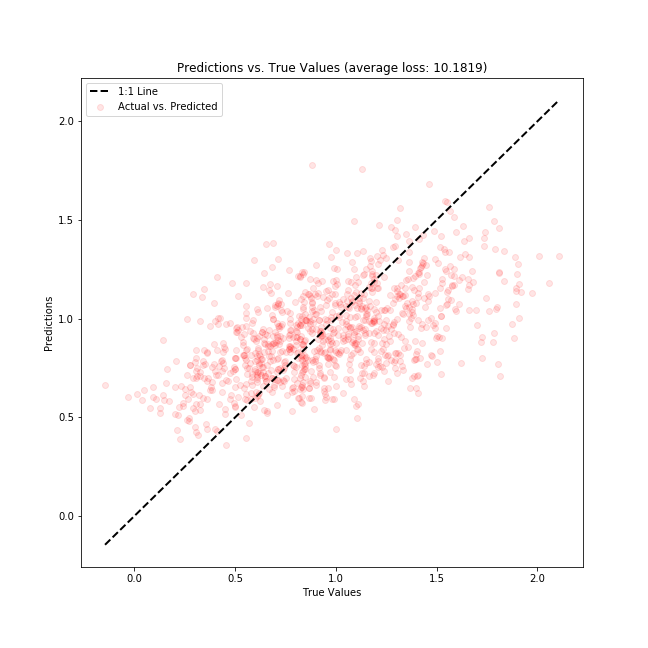 Predictions vs. True Values (average loss: 10.1819)
1:1 Line
Actual vs. Predicted
2.0
1.5
1.0
0.5
0.0
Predictions
0.0 0.5 1.0 1.5 2.0
True Values